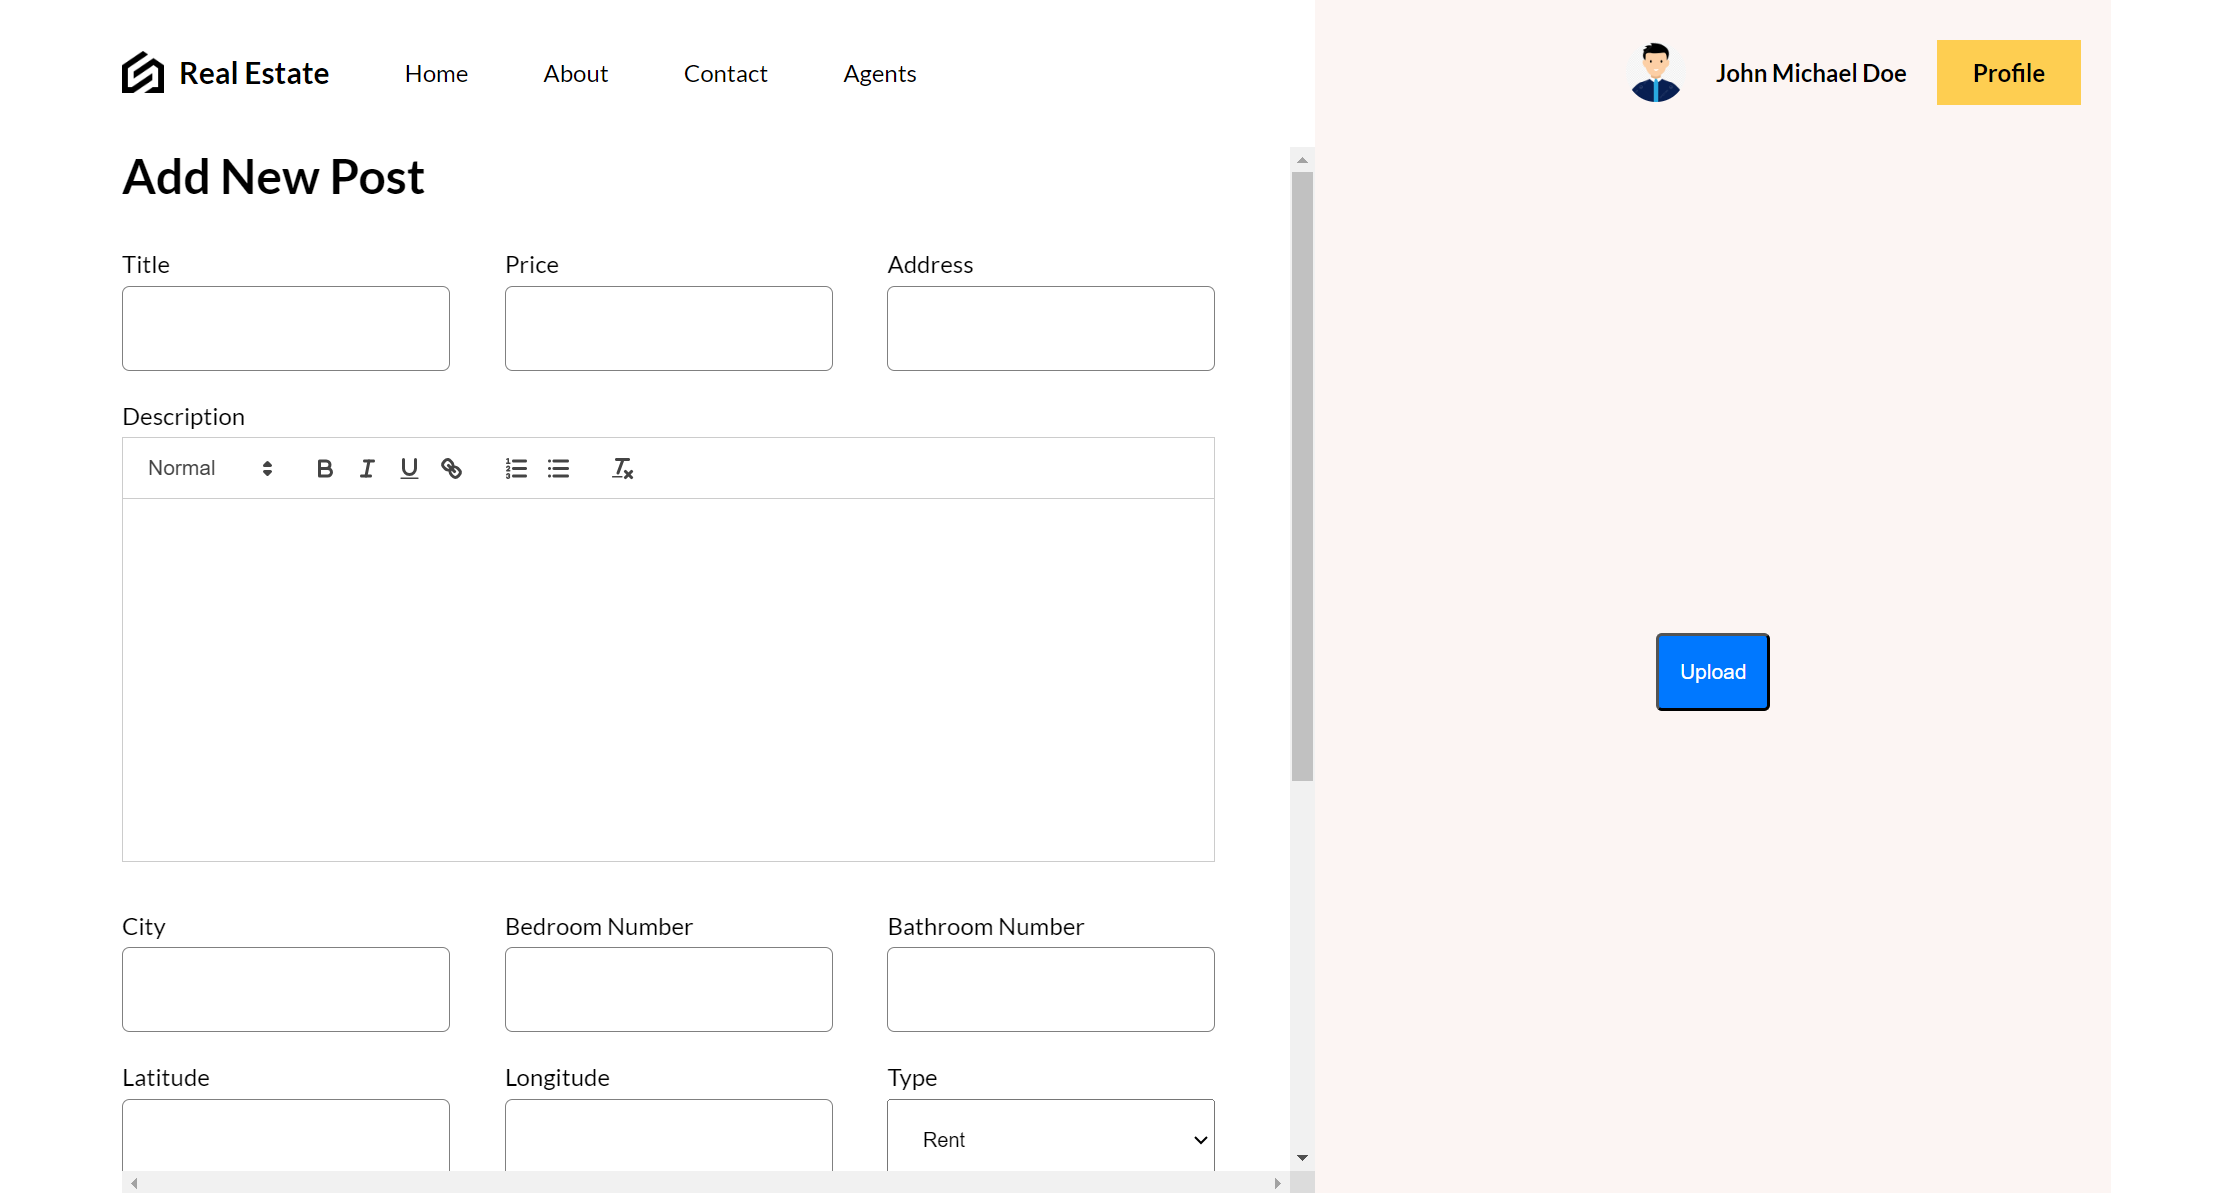 Real Estate Home About Contact Agents John Michael Doe Profile
Add New Post
Title Price Address
Description
Normal
Upload
City Bedroom Number Bathroom Number
Latitude Longitude Type
Rent